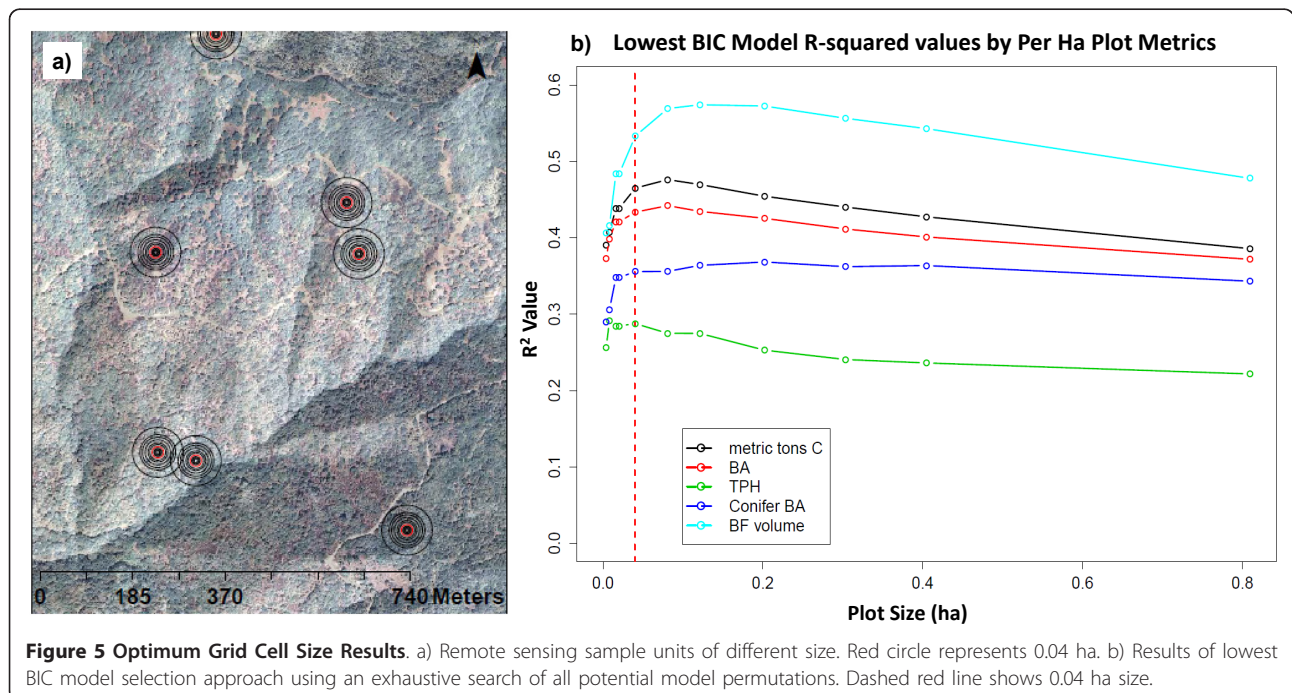 a)
0 185 370 740 Meters
b) Lowest BIC Model R-squared values by Per Ha Plot Metrics
R² Value
0.6
0.5
0.4
0.3
0.2
0.1
0.0
metric tons C
BA
TPH
Conifer BA
BF volume
0.0 0.2 0.4 0.6 0.8
Plot Size (ha)
Figure 5 Optimum Grid Cell Size Results. a) Remote sensing sample units of different size. Red circle represents 0.04 ha. b) Results of lowest
BIC model selection approach using an exhaustive search of all potential model permutations. Dashed red line shows 0.04 ha size.